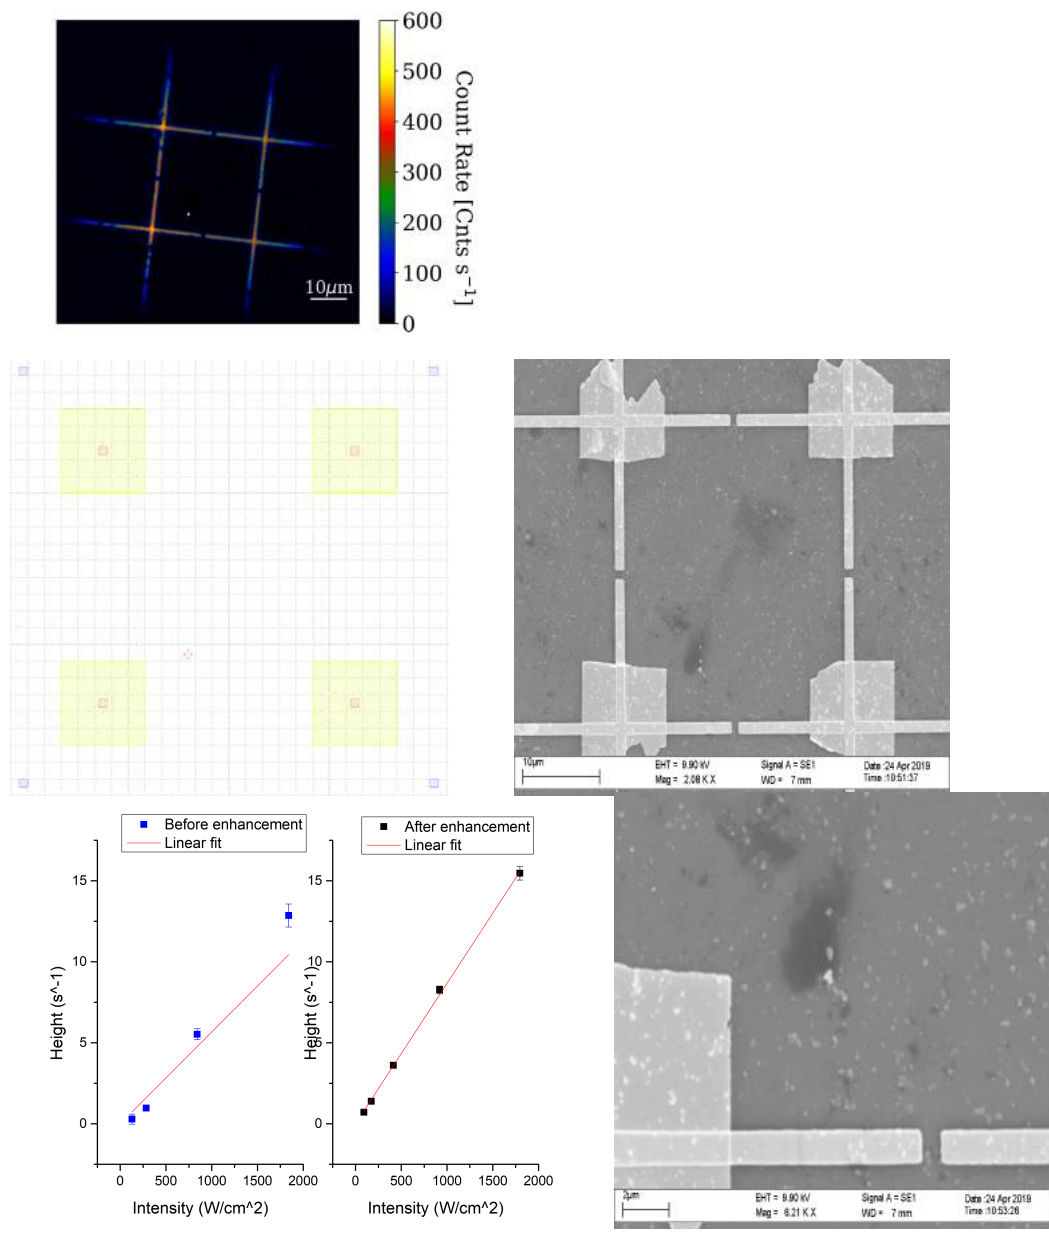 600
500
400
300
200
100
0
Count Rate [Cnts s⁻¹]
10μm
10μm
EHT = 9.90 kV
Signal A = SE1
Date :24 Apr 2019
Mag = 2.08 K X
WD = 7 mm
Time :10:51:37
Before enhancement
Linear fit
After enhancement
Linear fit
15
10
5
0
Height (s^-1)
0 500 1000 1500 2000
Intensity (W/cm^2)
15
10
5
0
Height (s^-1)
0 500 1000 1500 2000
Intensity (W/cm^2)
2μm
EHT = 9.90 kV
Signal A = SE1
Date :24 Apr 2019
Mag = 6.21 K X
WD = 7 mm
Time :10:53:26